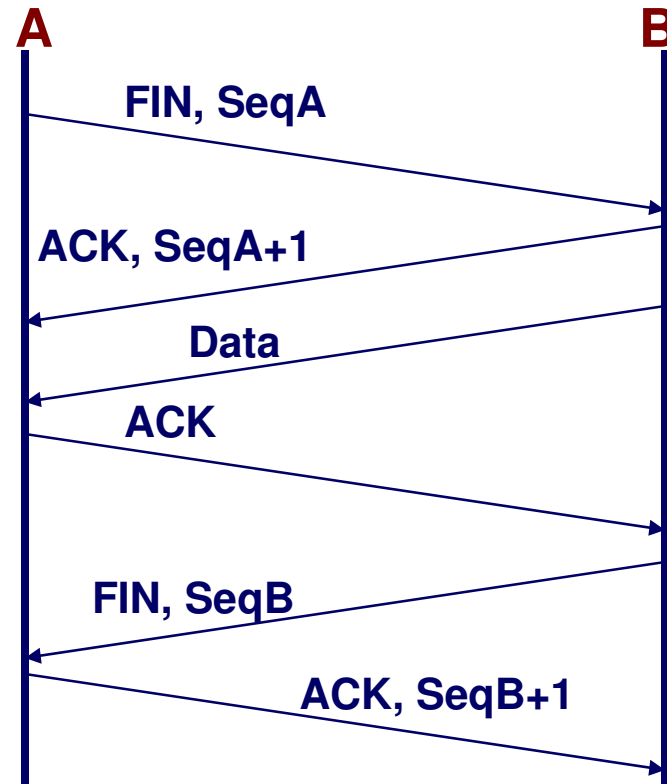 A B
FIN, SeqA
ACK, SeqA+1
Data
ACK
FIN, SeqB
ACK, SeqB+1